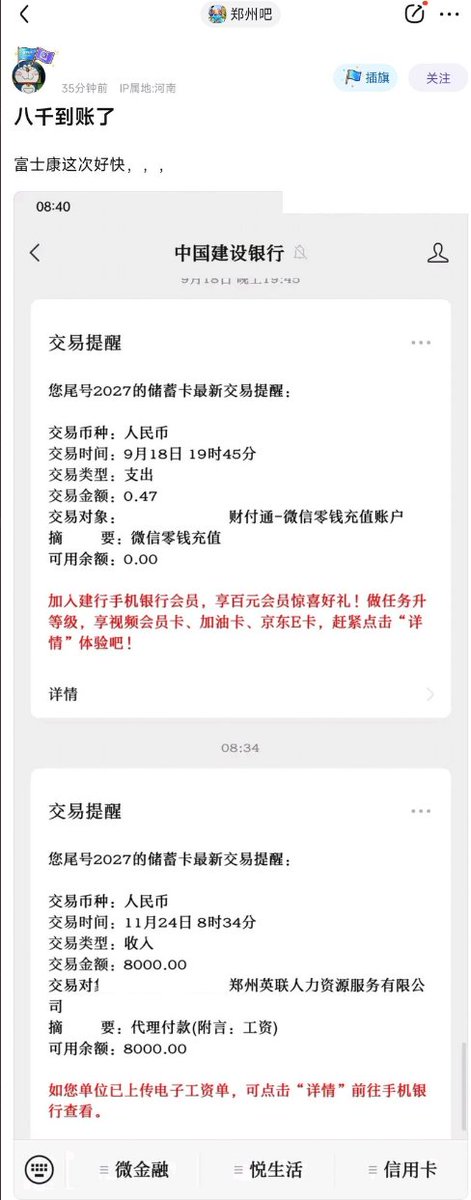 郑州吧
35分钟前 IP属地:河南
插旗
关注
八千到账了
富士康这次好快，，，
08:40
中国建设银行
9月18日 晚上19:45
交易提醒
您尾号2027的储蓄卡最新交易提醒：
交易币种：人民币
交易时间：9月18日 19时45分
交易类型：支出
交易金额：0.47
交易对象： 财付通-微信零钱充值账户
摘 要：微信零钱充值
可用余额：0.00
加入建行手机银行会员，享百元会员惊喜好礼！做任务升
等级，享视频会员卡、加油卡、京东E卡，赶紧点击“详
情”体验吧！
详情
08:34
交易提醒
您尾号2027的储蓄卡最新交易提醒：
交易币种：人民币
交易时间：11月24日 8时34分
交易类型：收入
交易金额：8000.00
交易对 郑州英联人力资源服务有限公
司
摘 要：代理付款(附言：工资)
可用余额：8000.00
如您单位已上传电子工资单，可点击“详情”前往手机银
行查看。
微金融
悦生活
信用卡